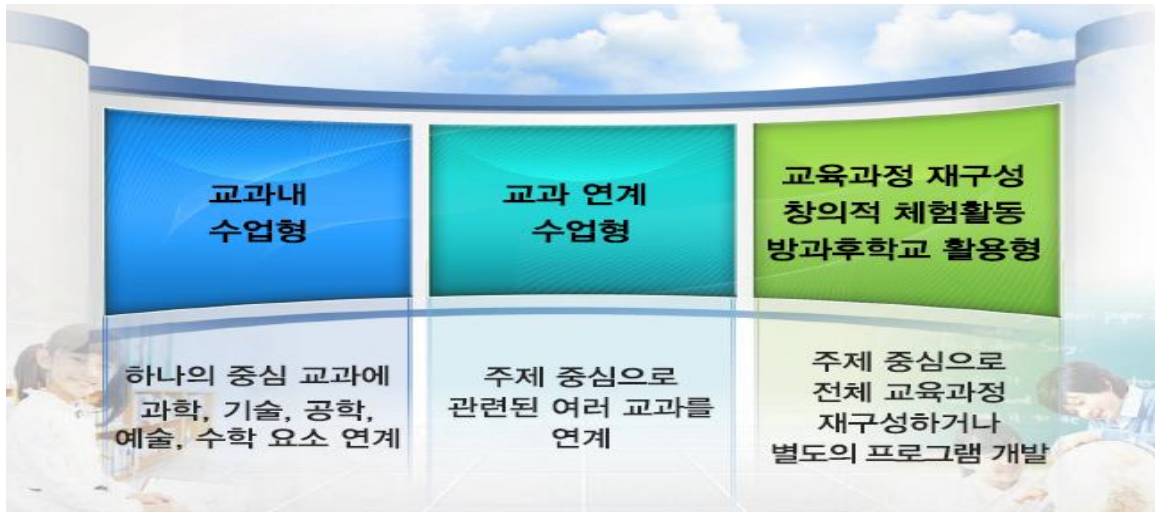 교과내
수업형
교과 연계
수업형
교육과정 재구성
창의적 체험활동
방과후학교 활용형
하나의 중심 교과에
과학, 기술, 공학,
예술, 수학 요소 연계
주제 중심으로
관련된 여러 교과를
연계
주제 중심으로
전체 교육과정
재구성하거나
별도의 프로그램 개발